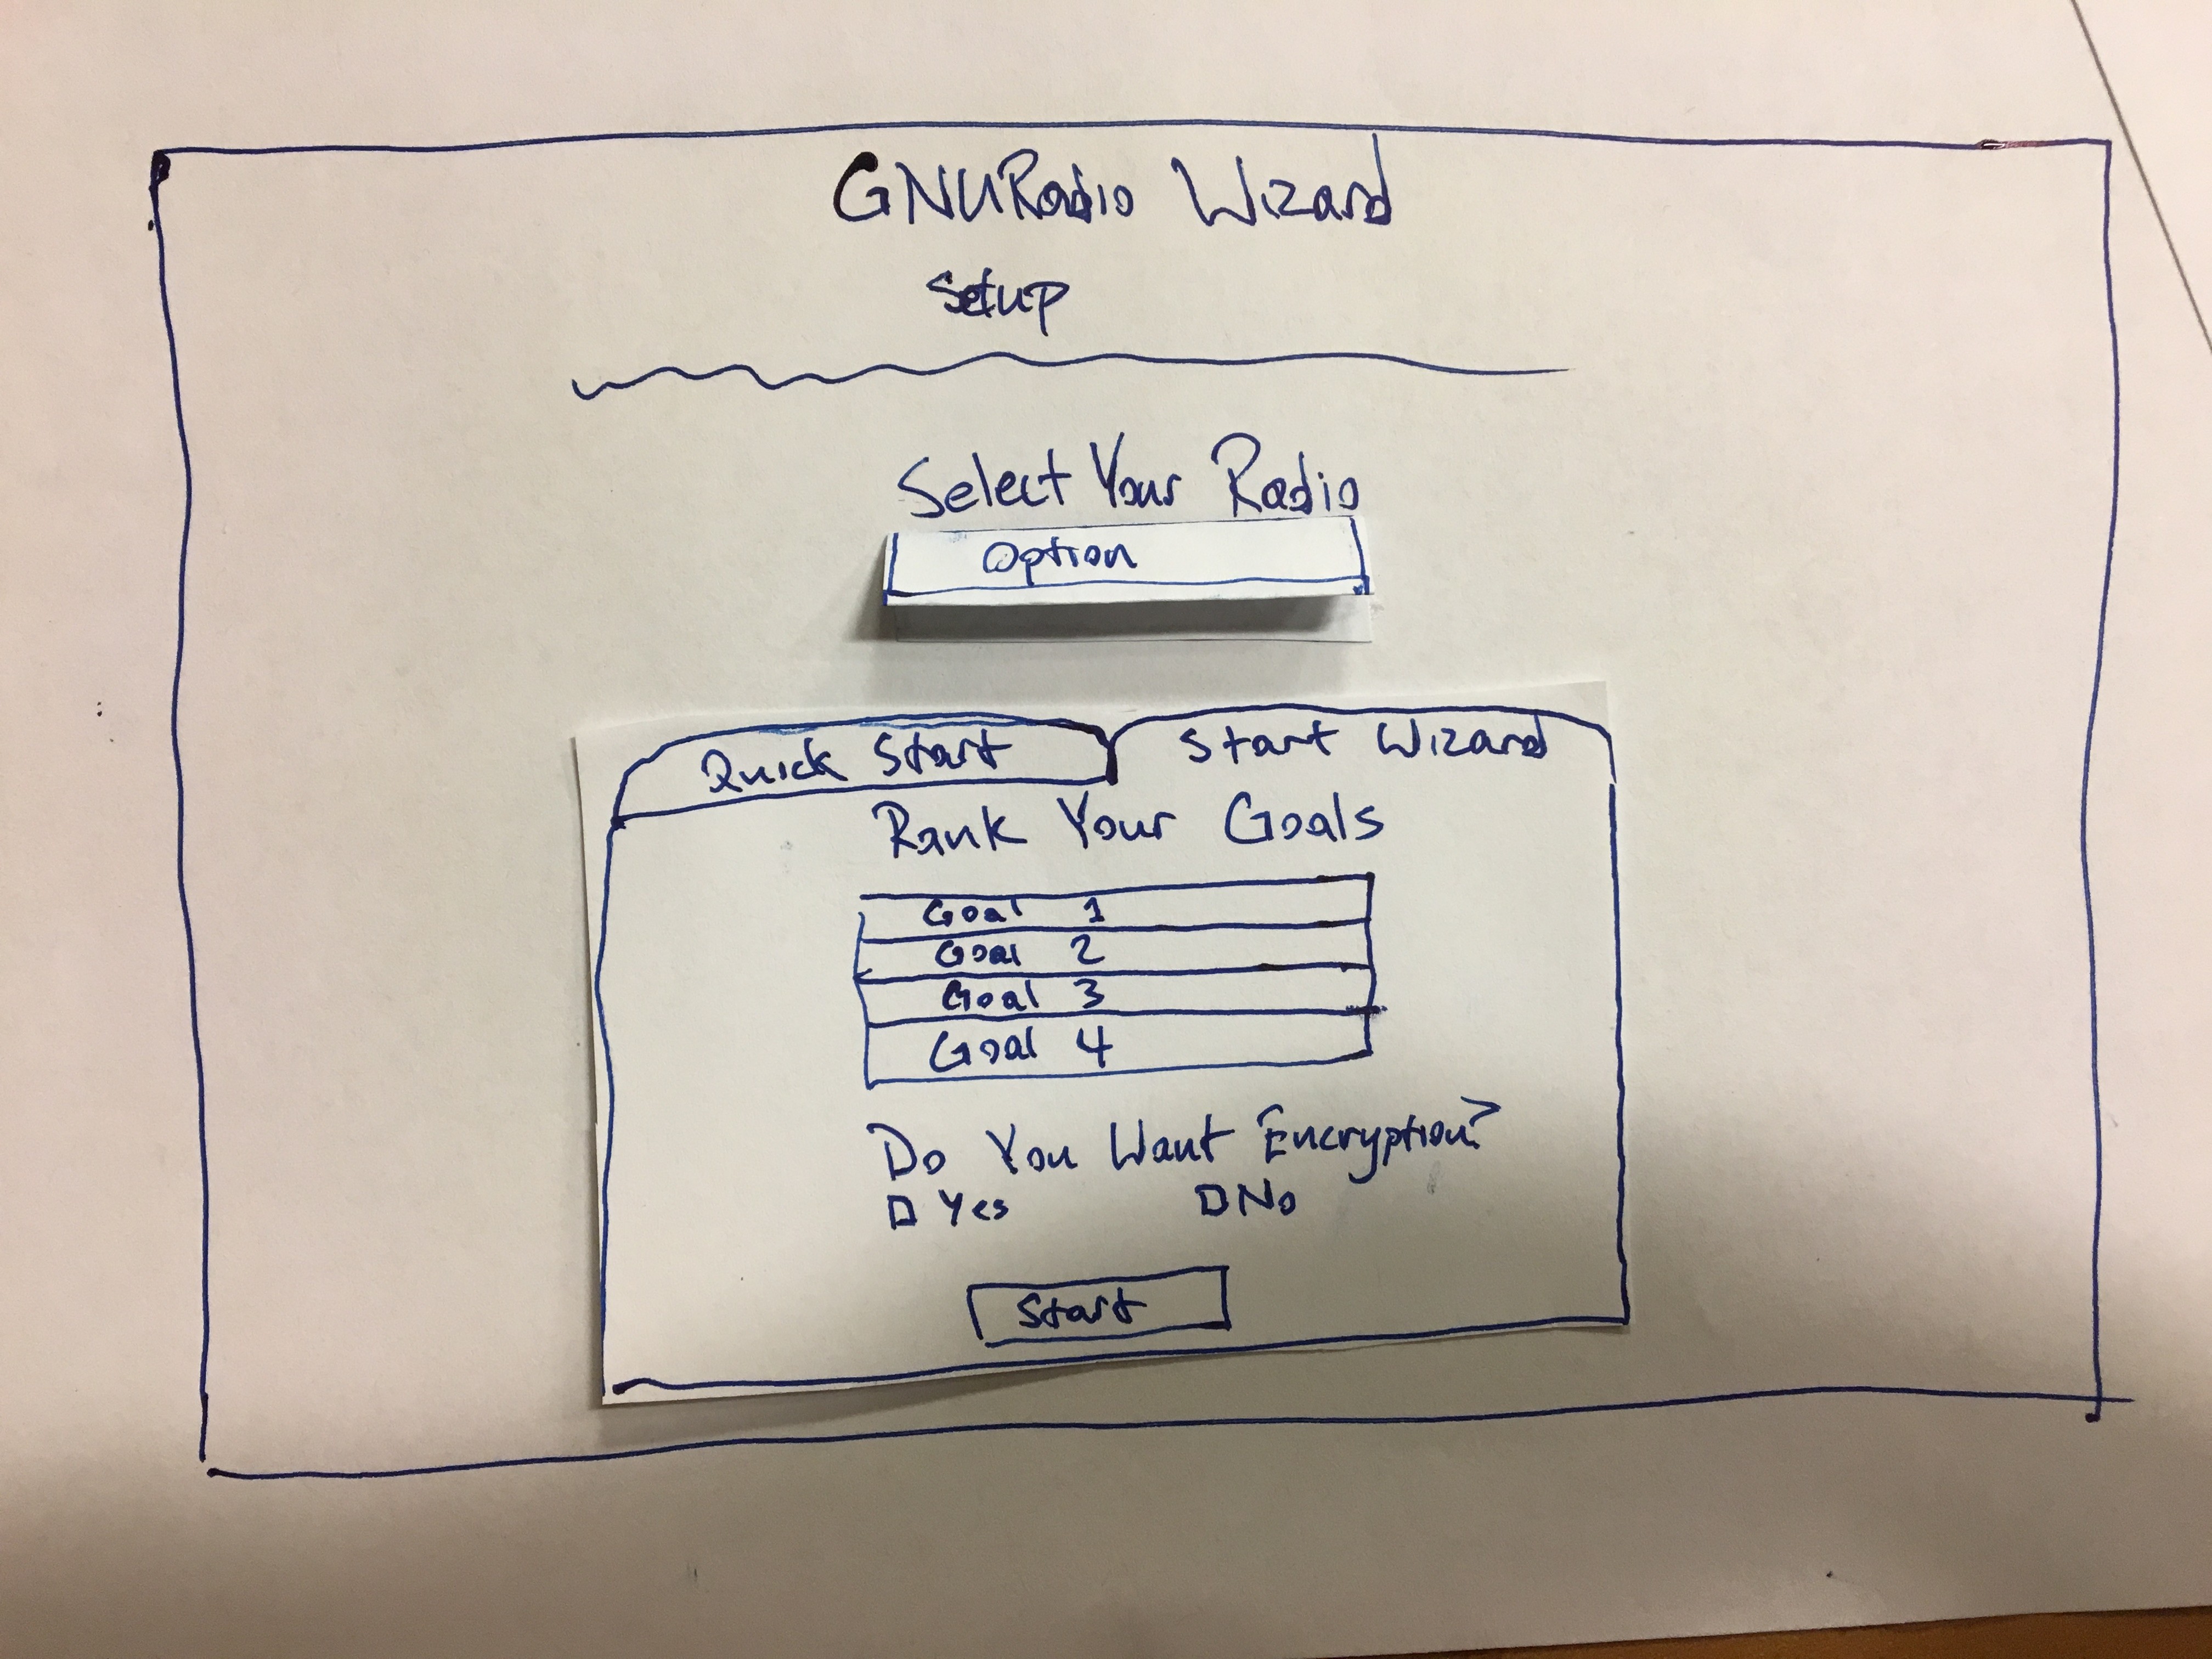 GNURadio Wizard
Setup
Select Your Radio
Option
Quick Start
Start Wizard
Rank Your Goals
Goal 1
Goal 2
Goal 3
Goal 4
Do You Want Encryption?
Yes No
Start